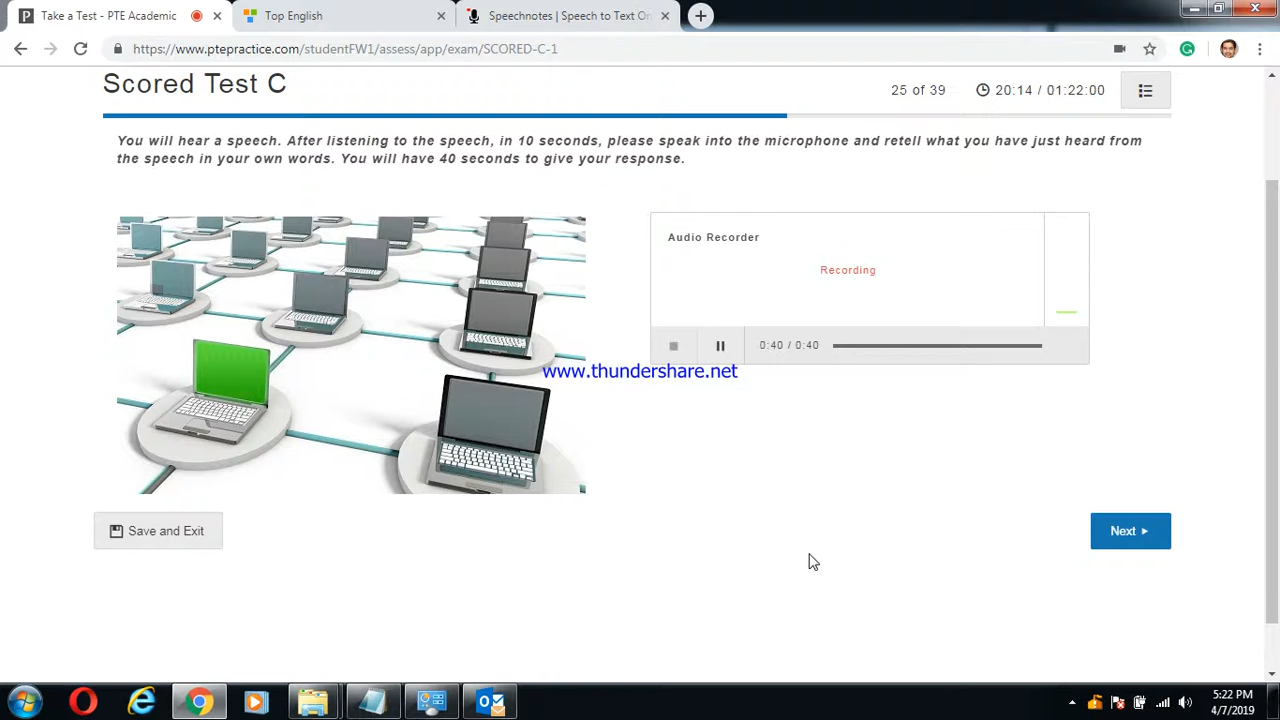 Take a Test - PTE Academic
Top English
Speechnotes | Speech to Text On
https://www.ptepractice.com/studentFW1/assess/app/exam/SCORED-C-1
Scored Test C
25 of 39
20:14 / 01:22:00
You will hear a speech. After listening to the speech, in 10 seconds, please speak into the microphone and retell what you have just heard from
the speech in your own words. You will have 40 seconds to give your response.
Audio Recorder
Recording
0:40 / 0:40
www.thundershare.net
Save and Exit
Next
5:22 PM
4/7/2019